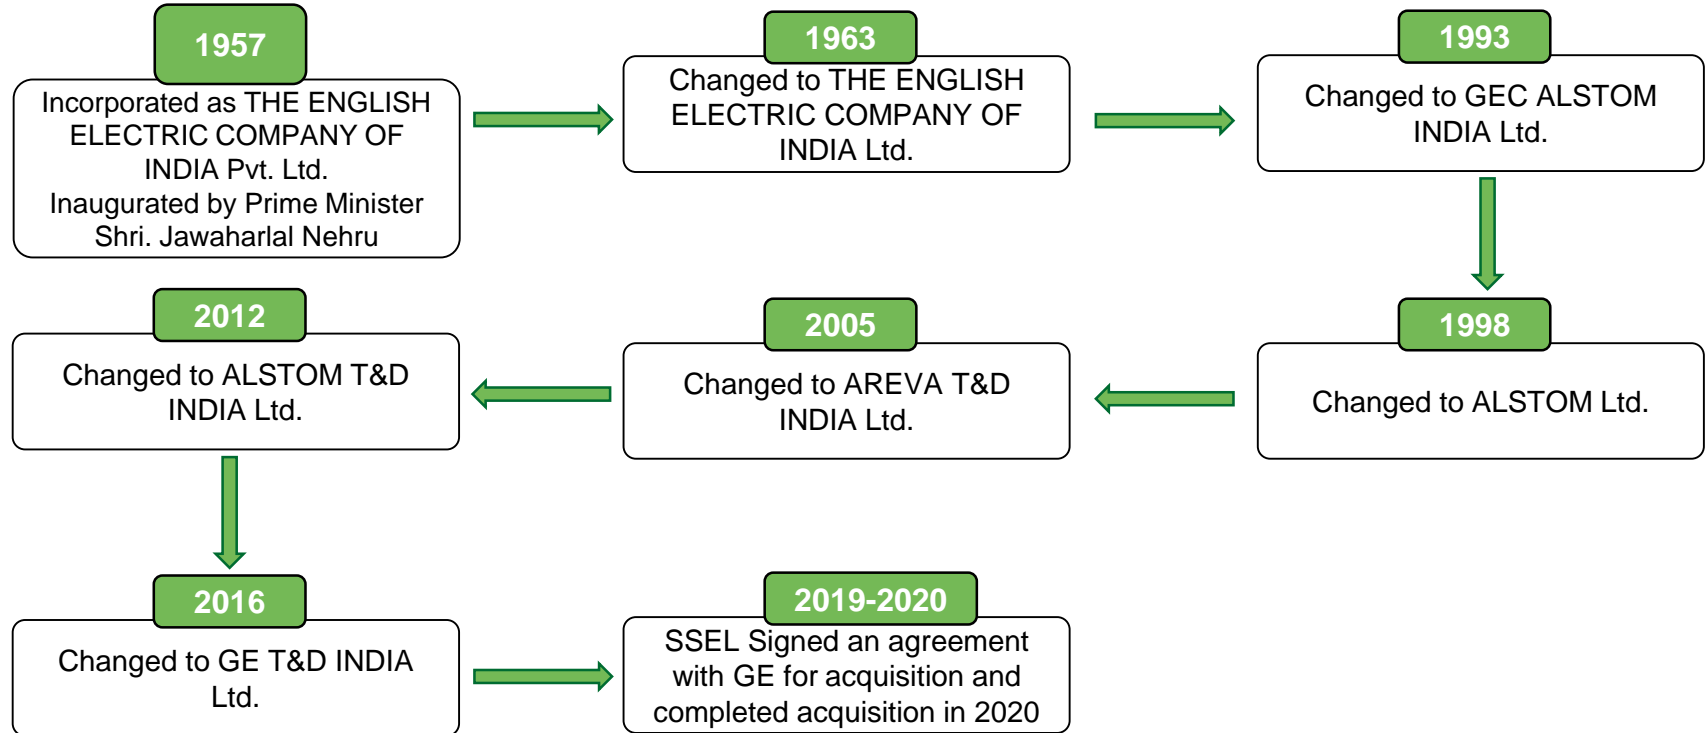 1957
Incorporated as THE ENGLISH
ELECTRIC COMPANY OF
INDIA Pvt. Ltd.
Inaugurated by Prime Minister
Shri. Jawaharlal Nehru
1963
Changed to THE ENGLISH
ELECTRIC COMPANY OF
INDIA Ltd.
1993
Changed to GEC ALSTOM
INDIA Ltd.
1998
Changed to ALSTOM Ltd.
2005
Changed to AREVA T&D
INDIA Ltd.
2012
Changed to ALSTOM T&D
INDIA Ltd.
2016
Changed to GE T&D INDIA
Ltd.
2019-2020
SSEL Signed an agreement
with GE for acquisition and
completed acquisition in 2020